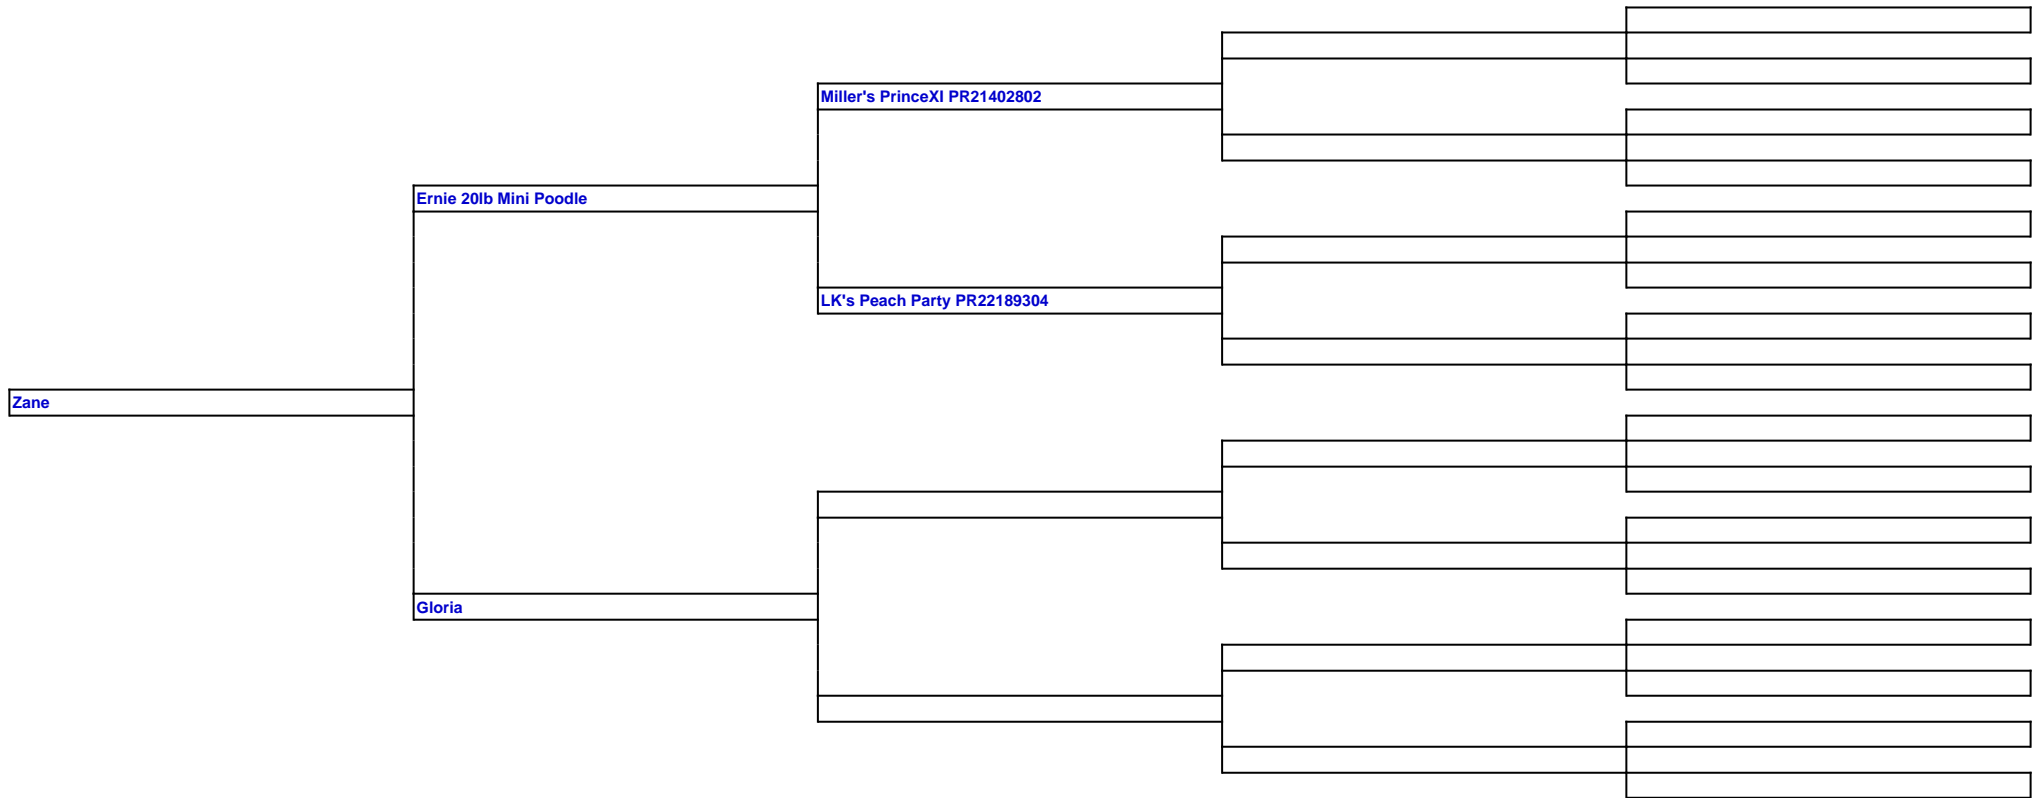 Miller's PrinceXI PR21402802
Ernie 20lb Mini Poodle
LK's Peach Party PR22189304
Zane
Gloria